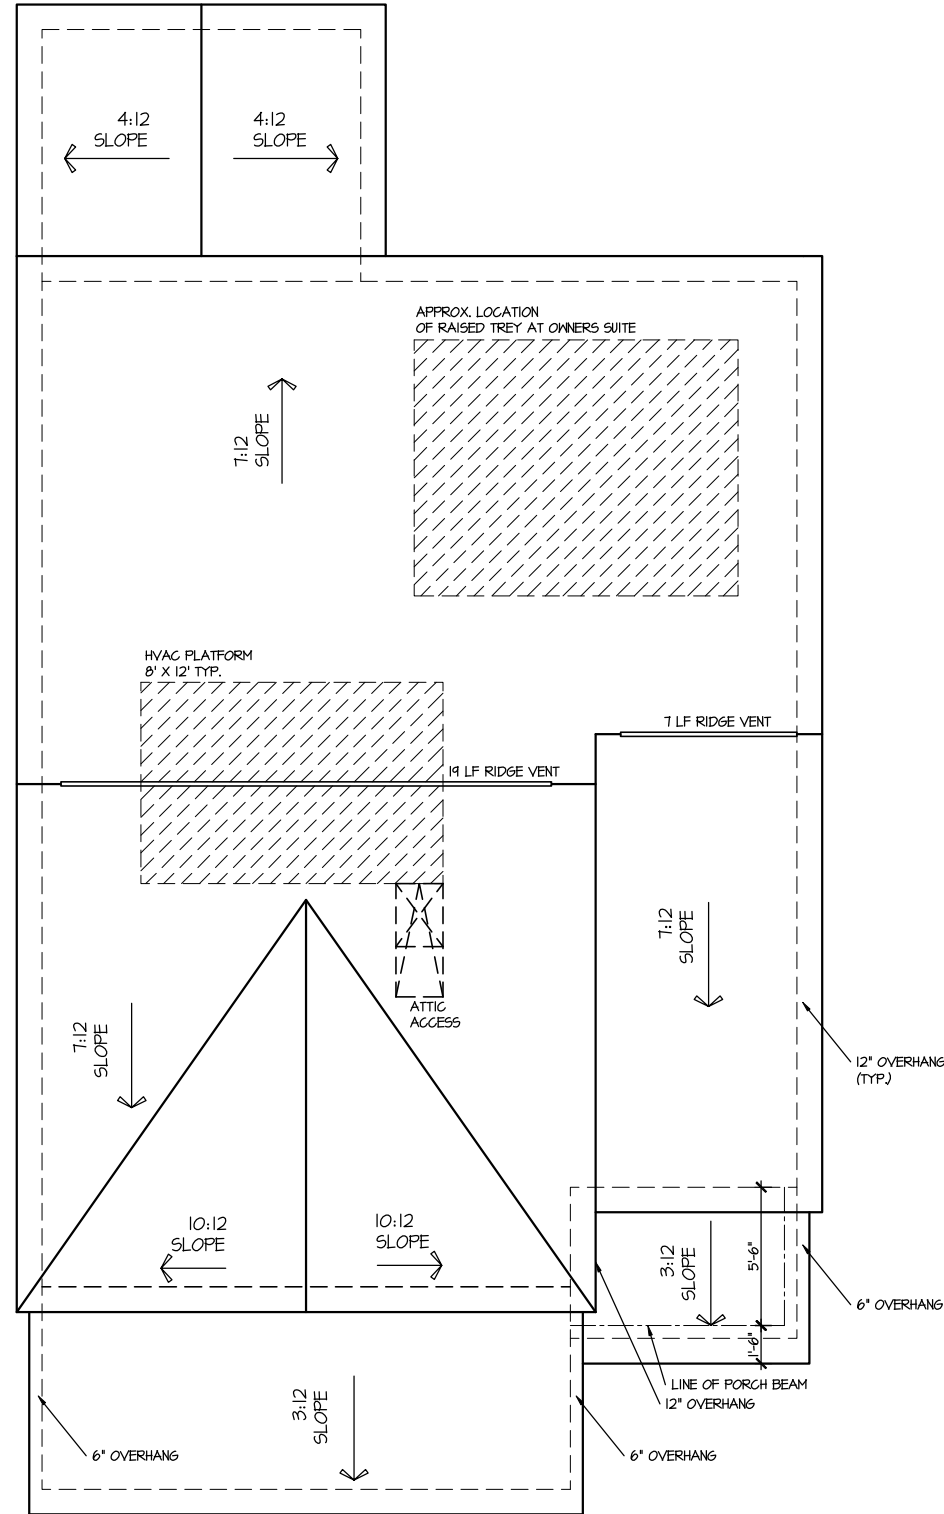 4:12
SLOPE
4:12
SLOPE
APPROX. LOCATION
OF RAISED TREY AT OWNERS SUITE
7:12
SLOPE
HVAC PLATFORM
8' X 12' TYP.
7 LF RIDGE VENT
19 LF RIDGE VENT
7:12
SLOPE
ATTIC
ACCESS
7:12
SLOPE
12" OVERHANG
(TYP.)
10:12
SLOPE
10:12
SLOPE
3:12
SLOPE
5'-6"
6" OVERHANG
1'-6"
LINE OF PORCH BEAM
12" OVERHANG
3:12
SLOPE
6" OVERHANG
6" OVERHANG